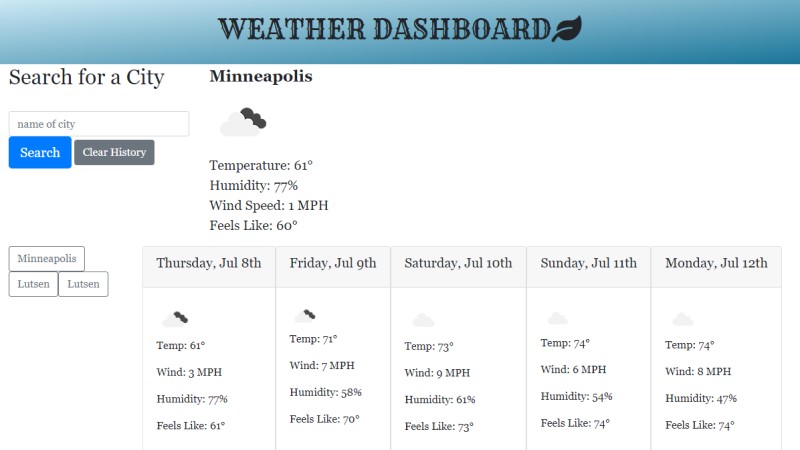 WEATHER DASHBOARD
Search for a City
name of city
Search
Clear History
Minneapolis
Temperature: 61°
Humidity: 77%
Wind Speed: 1 MPH
Feels Like: 60°
Minneapolis
Lutsen
Lutsen
Thursday, Jul 8th
Temp: 61°
Wind: 3 MPH
Humidity: 77%
Feels Like: 61°
Friday, Jul 9th
Temp: 71°
Wind: 7 MPH
Humidity: 58%
Feels Like: 70°
Saturday, Jul 10th
Temp: 73°
Wind: 9 MPH
Humidity: 61%
Feels Like: 73°
Sunday, Jul 11th
Temp: 74°
Wind: 6 MPH
Humidity: 54%
Feels Like: 74°
Monday, Jul 12th
Temp: 74°
Wind: 8 MPH
Humidity: 47%
Feels Like: 74°